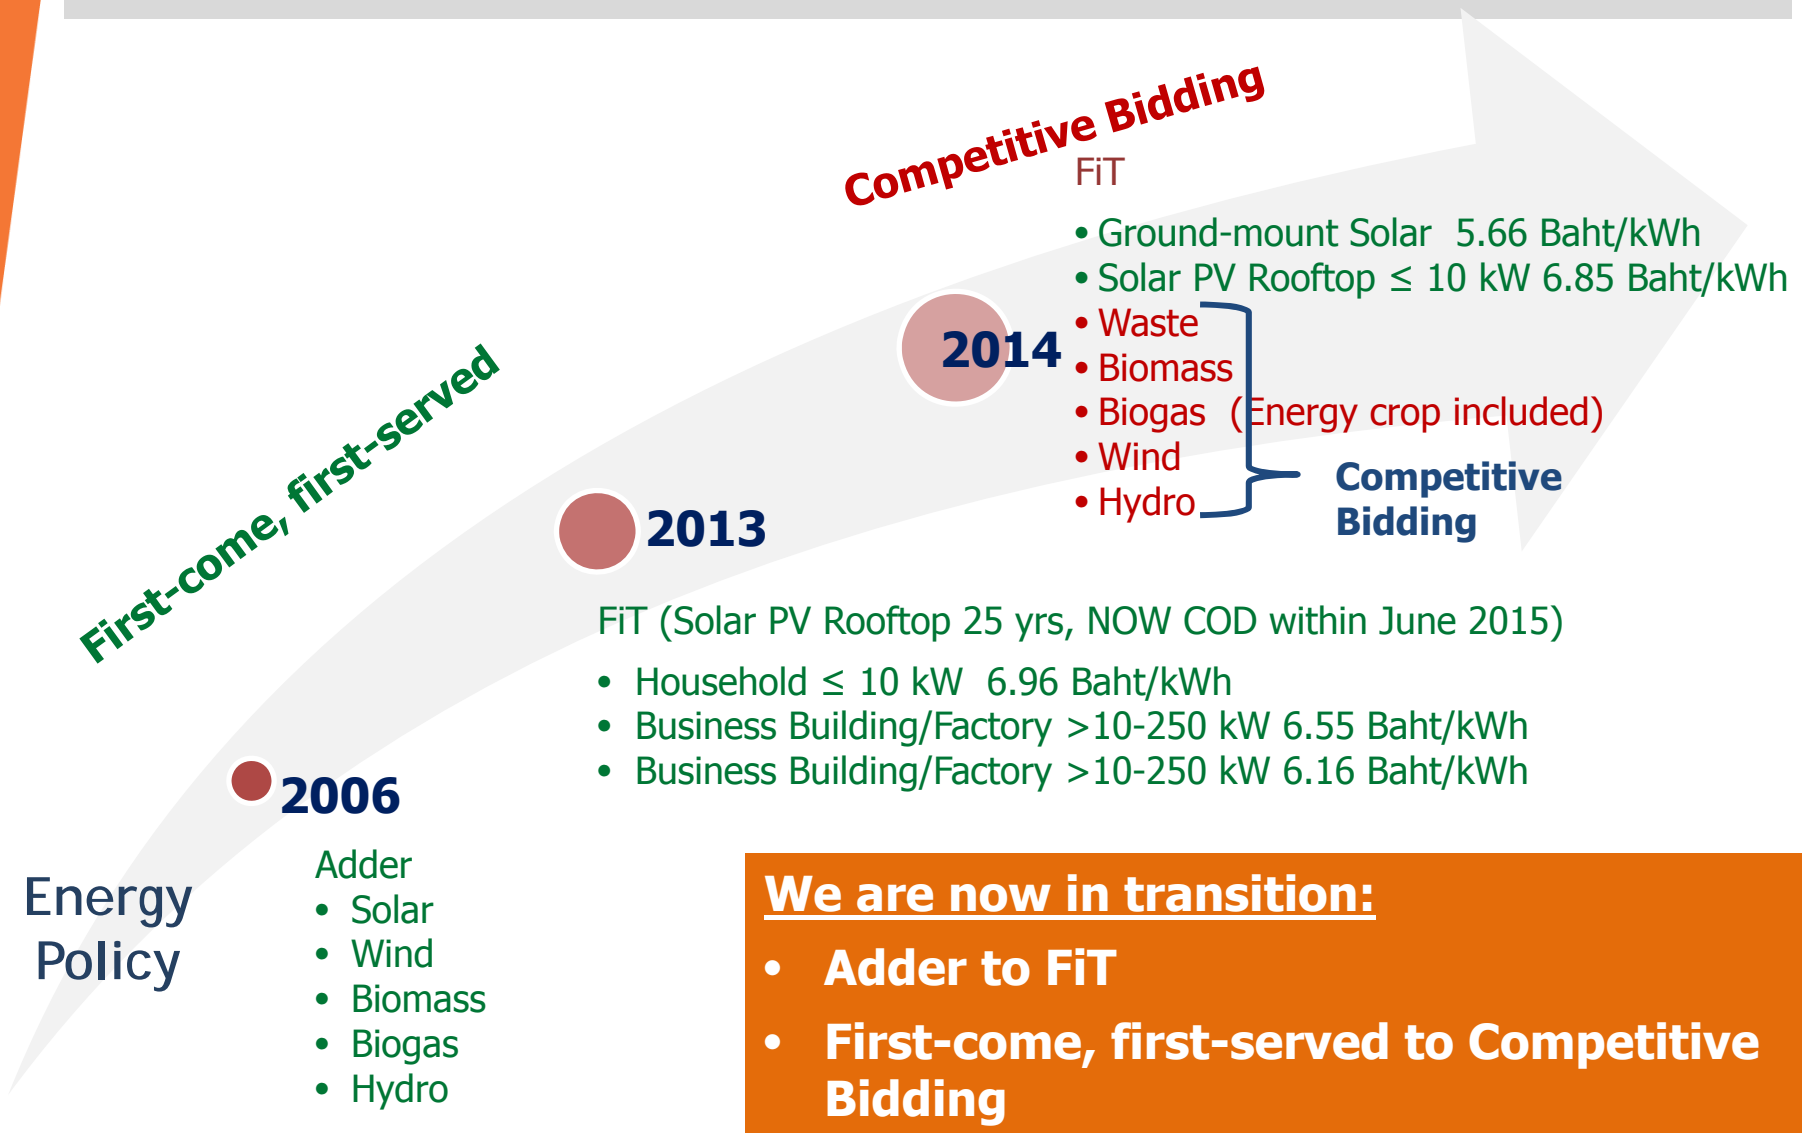 Competitive Bidding
FiT
• Ground-mount Solar 5.66 Baht/kWh
• Solar PV Rooftop ≤ 10 kW 6.85 Baht/kWh
• Waste
• Biomass
• Biogas (Energy crop included)
• Wind
• Hydro
Competitive
Bidding
2014
First-come, first-served
2013
FiT (Solar PV Rooftop 25 yrs, NOW COD within June 2015)
• Household ≤ 10 kW 6.96 Baht/kWh
• Business Building/Factory >10-250 kW 6.55 Baht/kWh
• Business Building/Factory >10-250 kW 6.16 Baht/kWh
2006
Adder
• Solar
• Wind
• Biomass
• Biogas
• Hydro
Energy
Policy
We are now in transition:
• Adder to FiT
• First-come, first-served to Competitive
Bidding